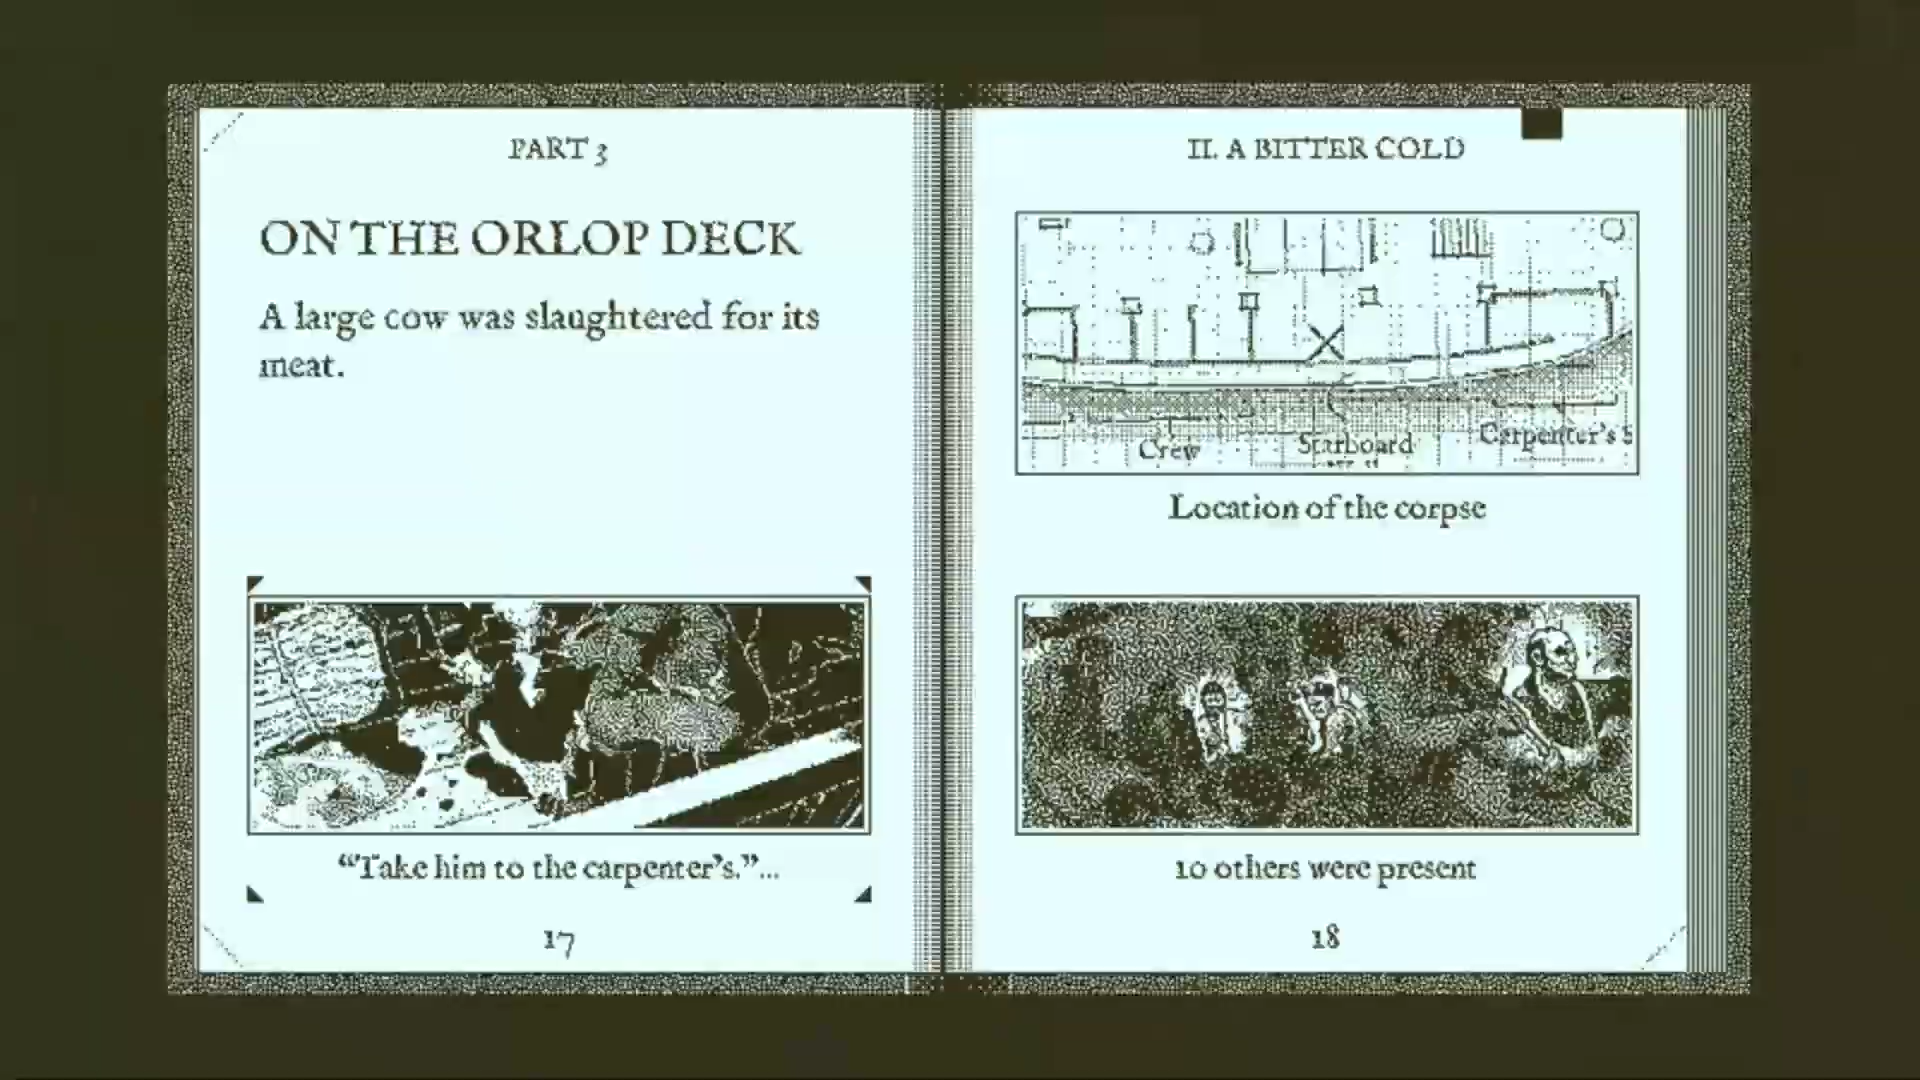 PART 3
ON THE ORLOP DECK
A large cow was slaughtered for its
meat.
“Take him to the carpenter’s.”...
17
II. A BITTER COLD
Crew
Starboard
Carpenter's S
Location of the corpse
10 others were present
18